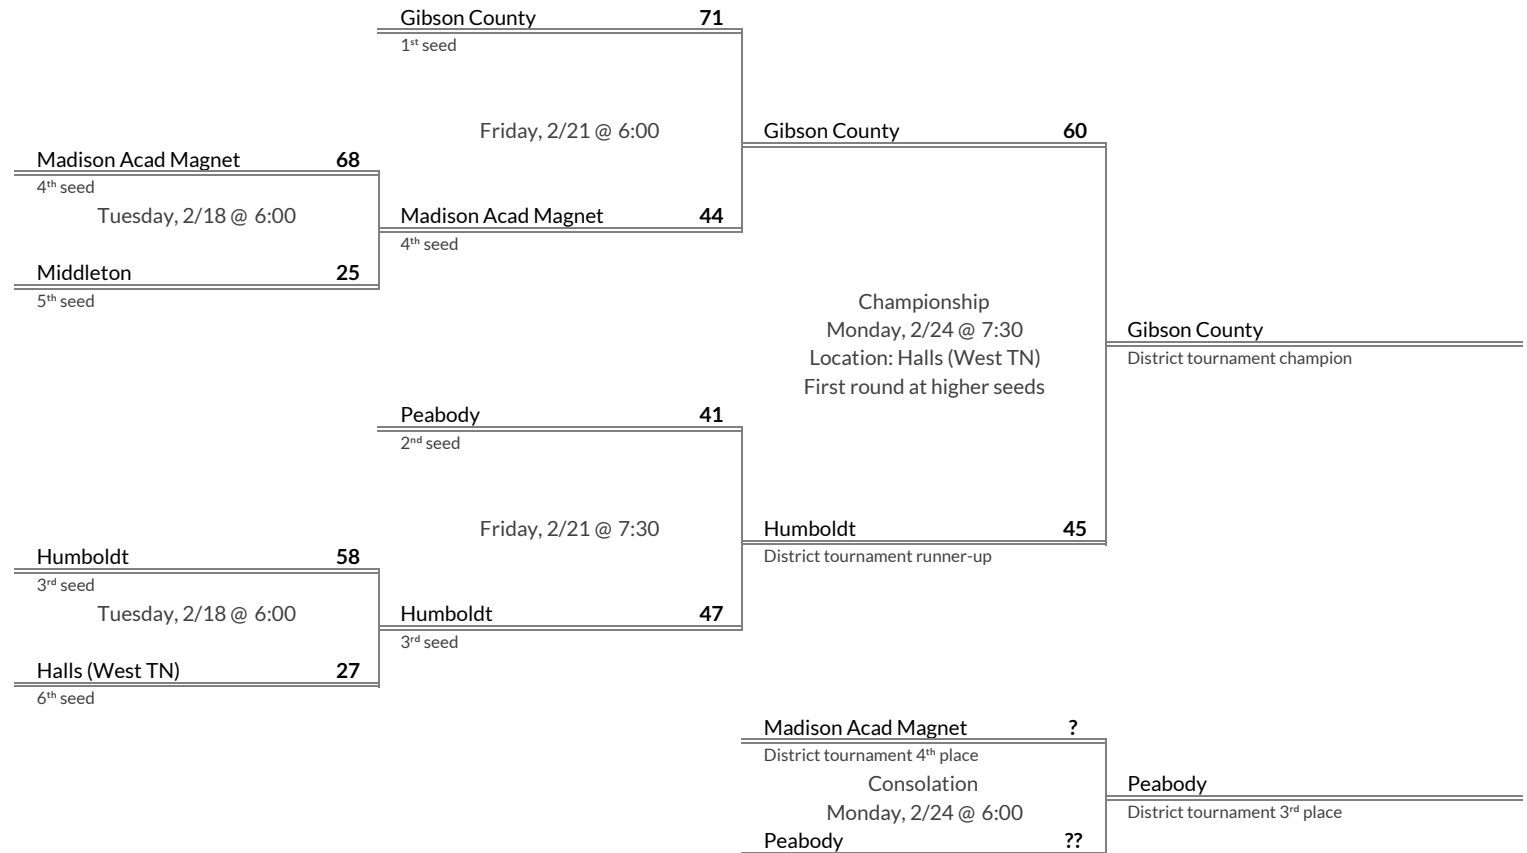 Gibson County 71
1st seed
Friday, 2/21 @ 6:00
Gibson County 60
Madison Acad Magnet 68
4th seed
Tuesday, 2/18 @ 6:00
Madison Acad Magnet 44
4th seed
Middleton 25
5th seed
Championship
Monday, 2/24 @ 7:30
Location: Halls (West TN)
First round at higher seeds
Gibson County
District tournament champion
Peabody 41
2nd seed
Friday, 2/21 @ 7:30
Humboldt 45
District tournament runner-up
Humboldt 58
3rd seed
Tuesday, 2/18 @ 6:00
Humboldt 47
3rd seed
Halls (West TN) 27
6th seed
Madison Acad Magnet ?
District tournament 4th place
Consolation
Monday, 2/24 @ 6:00
Peabody ??
Peabody
District tournament 3rd place